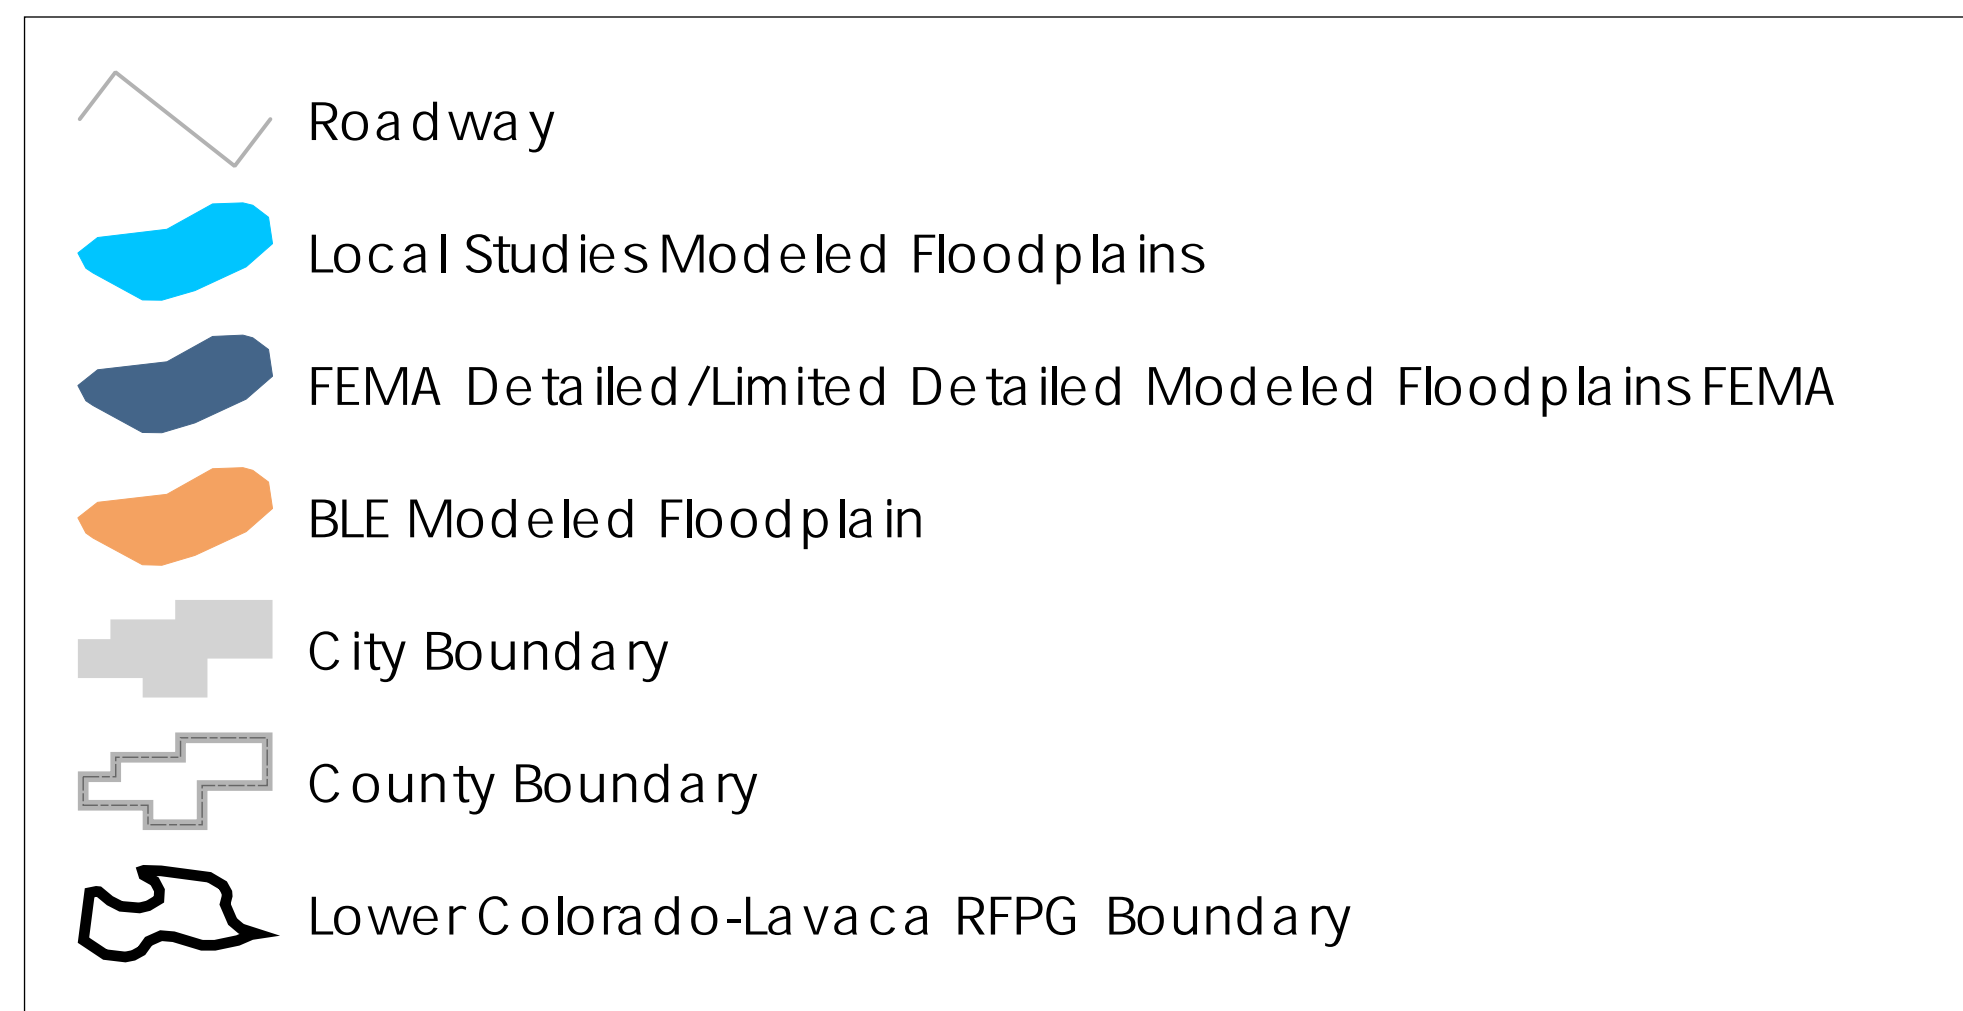 Roadway
Local Studies Modeled Floodplains
FEMA Detailed/Limited Detailed Modeled Floodplains FEMA
BLE Modeled Floodplain
City Boundary
County Boundary
Lower Colorado-Lavaca RFPG Boundary